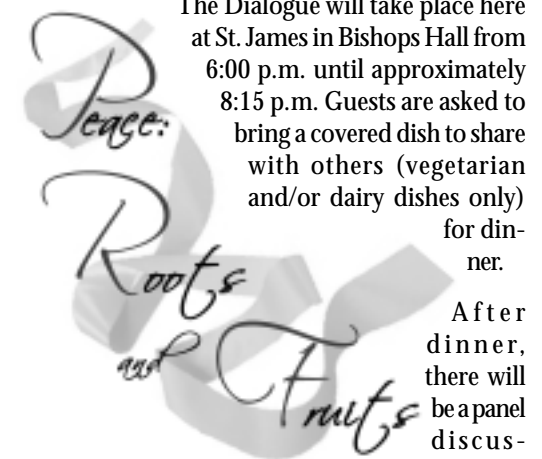 The Dialogue will take place here
at St. James in Bishops Hall from
6:00 p.m. until approximately
8:15 p.m. Guests are asked to
bring a covered dish to share
with others (vegetarian
and/or dairy dishes only)
for din-
ner.
After
dinner,
there will
be a panel
discus-
Peace:
Roots
and
Fruits